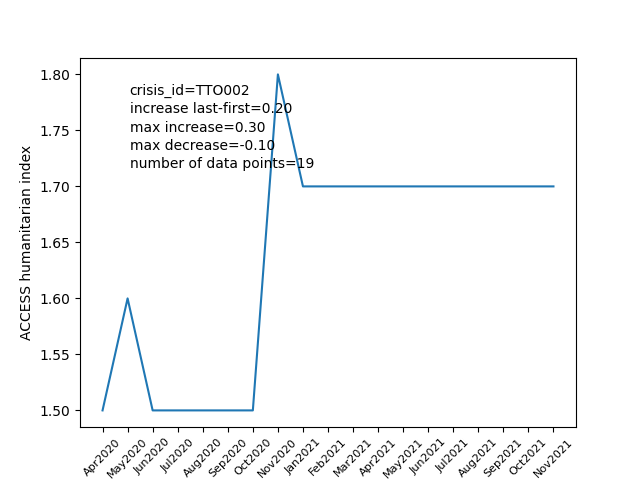 crisis_id=TTO002
increase last-first=0.20
max increase=0.30
max decrease=-0.10
number of data points=19
ACCESS humanitarian index
1.80
1.75
1.70
1.65
1.60
1.55
1.50
Apr2020
May2020
Jun2020
Jul2020
Aug2020
Sep2020
Oct2020
Nov2020
Jan2021
Feb2021
Mar2021
Apr2021
May2021
Jun2021
Jul2021
Aug2021
Sep2021
Oct2021
Nov2021